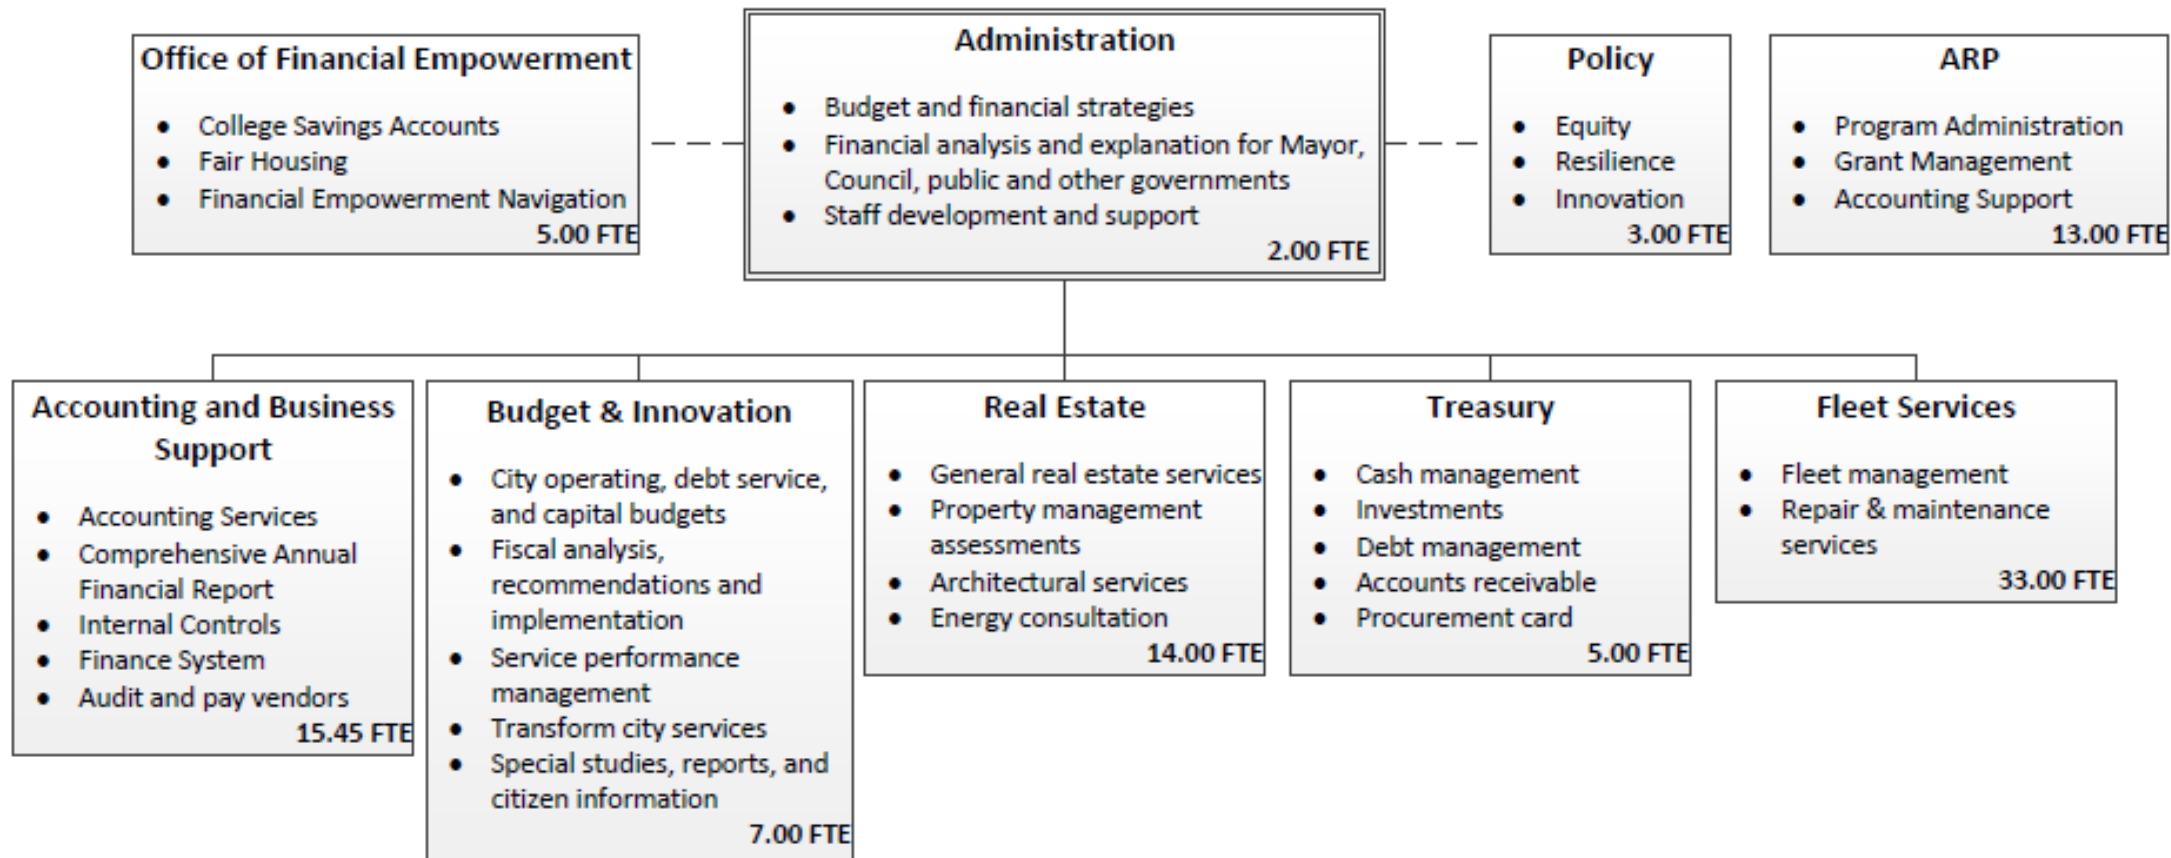 Office of Financial Empowerment
• College Savings Accounts
• Fair Housing
• Financial Empowerment Navigation
5.00 FTE
Administration
• Budget and financial strategies
• Financial analysis and explanation for Mayor,
Council, public and other governments
• Staff development and support
2.00 FTE
Policy
• Equity
• Resilience
• Innovation
3.00 FTE
ARP
• Program Administration
• Grant Management
• Accounting Support
13.00 FTE
Accounting and Business
Support
• Accounting Services
• Comprehensive Annual
Financial Report
• Internal Controls
• Finance System
• Audit and pay vendors
15.45 FTE
Budget & Innovation
• City operating, debt service,
and capital budgets
• Fiscal analysis,
recommendations and
implementation
• Service performance
management
• Transform city services
• Special studies, reports, and
citizen information
7.00 FTE
Real Estate
• General real estate services
• Property management
assessments
• Architectural services
• Energy consultation
14.00 FTE
Treasury
• Cash management
• Investments
• Debt management
• Accounts receivable
• Procurement card
5.00 FTE
Fleet Services
• Fleet management
• Repair & maintenance
services
33.00 FTE